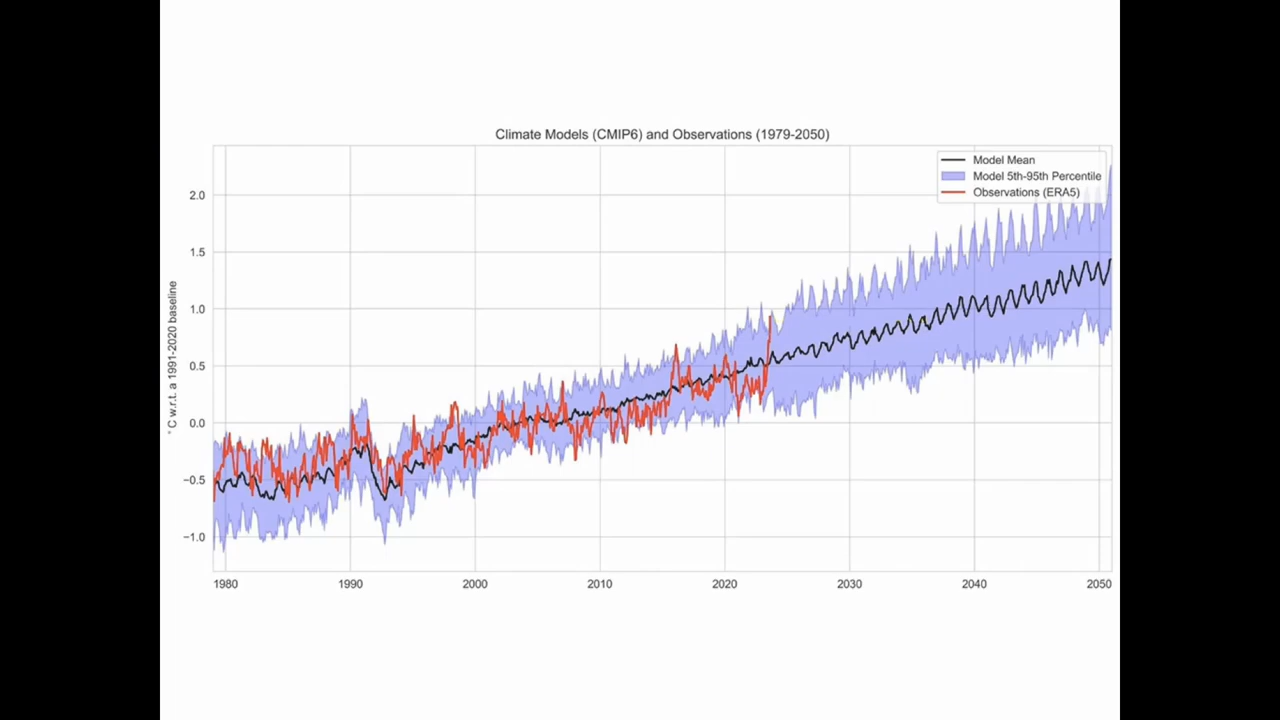 Climate Models (CMIP6) and Observations (1979-2050)
Model Mean
Model 5th-95th Percentile
Observations (ERA5)
° C w.r.t. a 1991-2020 baseline
2.0
1.5
1.0
0.5
0.0
−0.5
−1.0
1980 1990 2000 2010 2020 2030 2040 2050